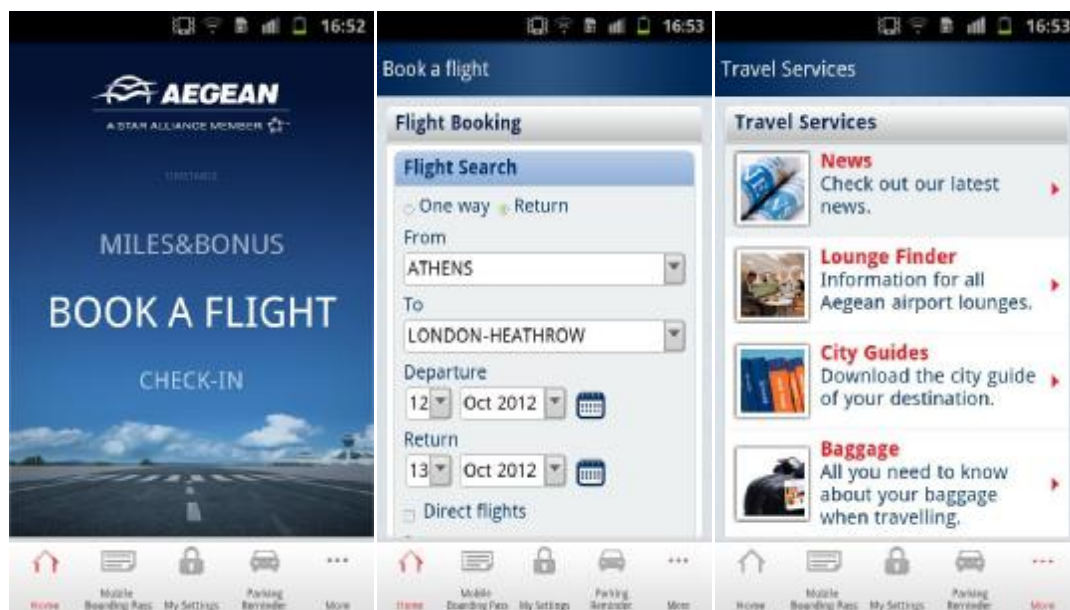 16:52
AEGEAN
A STAR ALLIANCE MEMBER
TIMETABLE
MILES&BONUS
BOOK A FLIGHT
CHECK-IN
Home
Mobile
Boarding Pass
My Settings
Parking
Reminder
More
16:53
Book a flight
Flight Booking
Flight Search
One way
Return
From
ATHENS
To
LONDON-HEATHROW
Departure
12
Oct 2012
Return
13
Oct 2012
Direct flights
Home
Mobile
Boarding Pass
My Settings
Parking
Reminder
More
16:53
Travel Services
Travel Services
News
Check out our latest
news.
Lounge Finder
Information for all
Aegean airport lounges.
City Guides
Download the city guide
of your destination.
Baggage
All you need to know
about your baggage
when travelling.
Home
Mobile
Boarding Pass
My Settings
Parking
Reminder
More